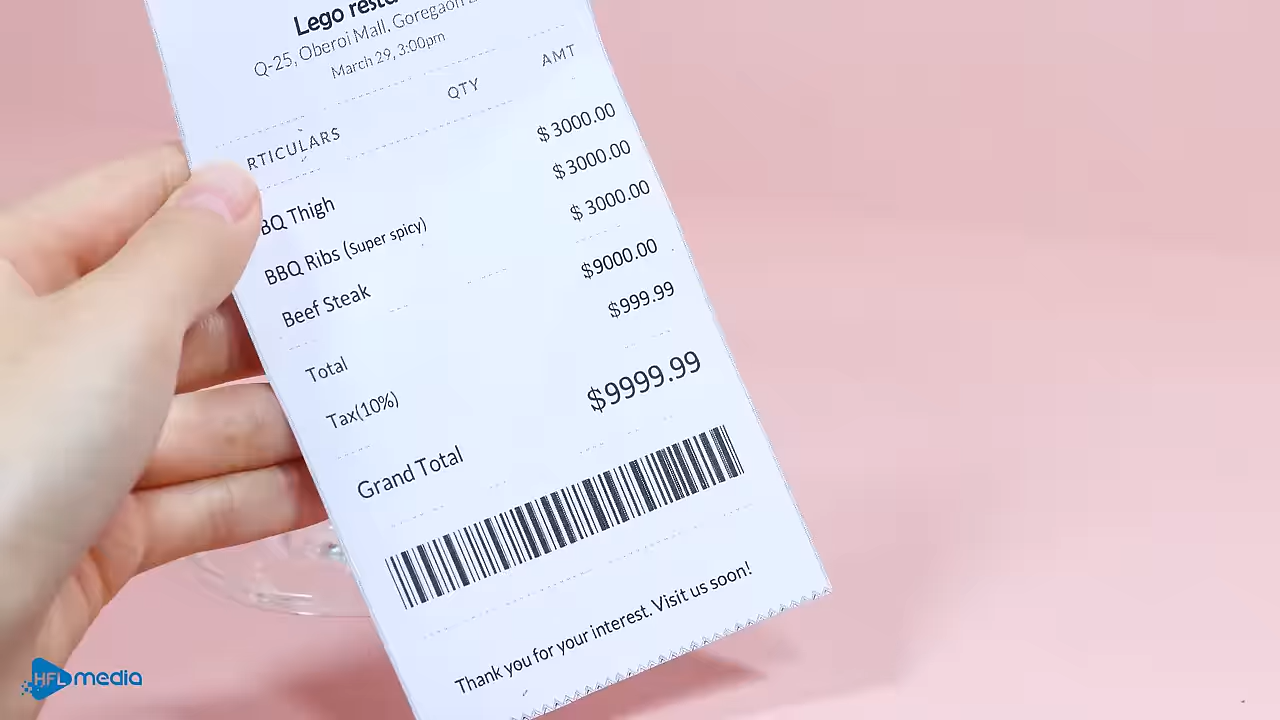 Lego
Q-25, Oberoi Mall, Goregaon
March 29, 3:00pm
RTICULARS QTY AMT
BQ Thigh $3000.00
BBQ Ribs (Super spicy) $3000.00
Beef Steak $3000.00
Total $9000.00
Tax(10%) $999.99
Grand Total $9999.99
Thank you for your interest. Visit us soon!
HFL media